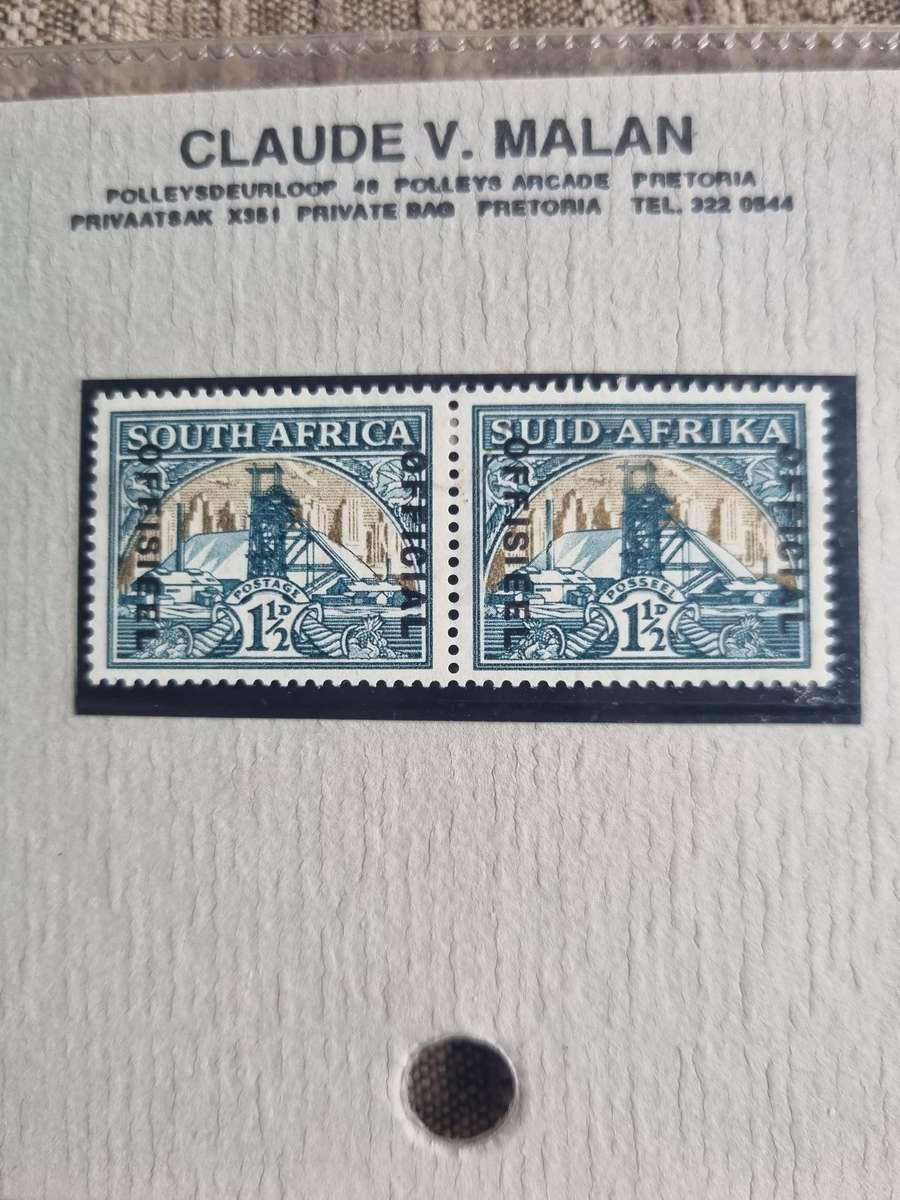 CLAUDE V. MALAN
POLLEYSDEURLOOP 48 POLLEYS ARCADE PRETORIA
PRIVAATSAK X351 PRIVATE BAG PRETORIA TEL. 322 0544
SOUTH AFRICA
OFFISIEEL
OFFICIAL
POSTAGE
1½D
SUID-AFRIKA
OFFISIEEL
OFFICIAL
POSSEEL
1½D